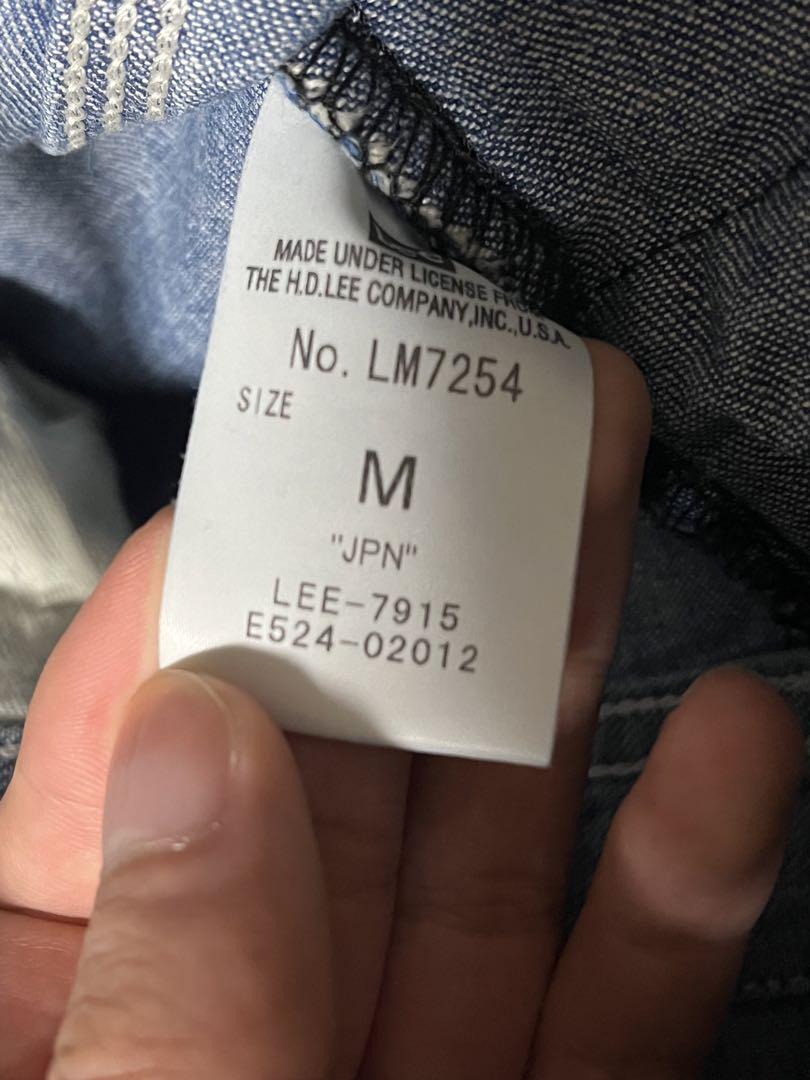 MADE UNDER LICENSE
THE H.D.LEE COMPANY,INC.,U.S.A.
No. LM7254
SIZE
M
"JPN"
LEE-7915
E524-02012